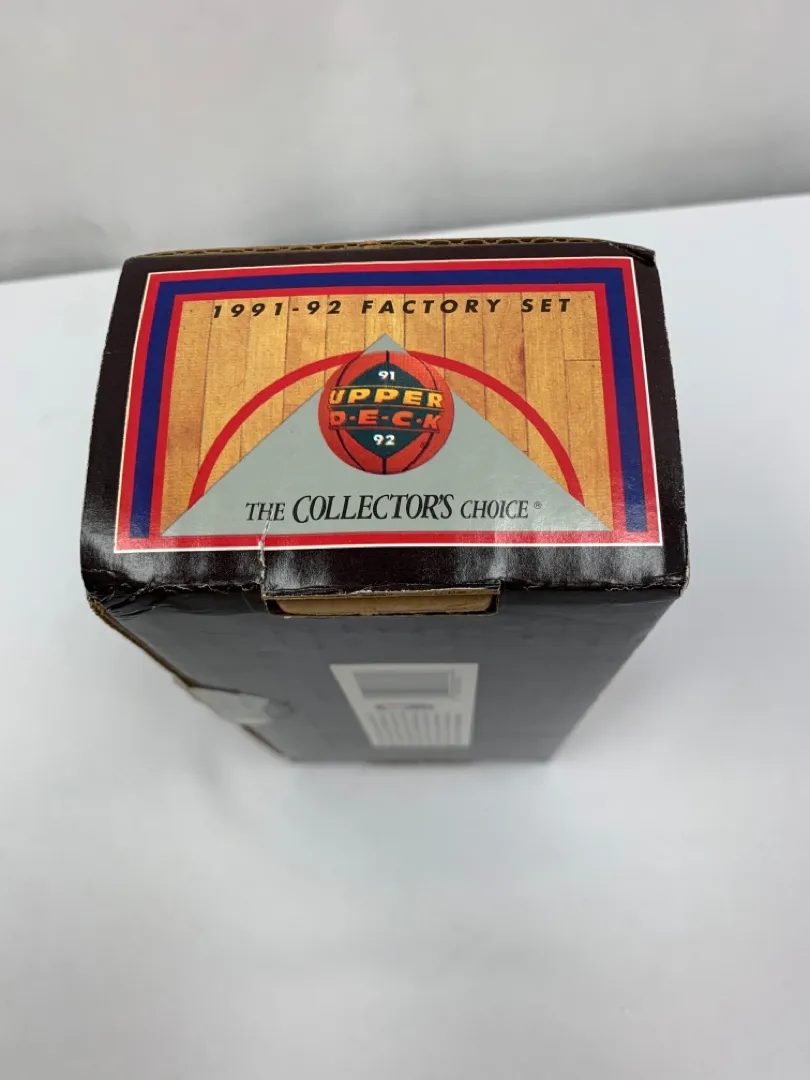 1991-92 FACTORY SET
91
UPPER
D·E·C·K
92
THE COLLECTOR'S CHOICE®